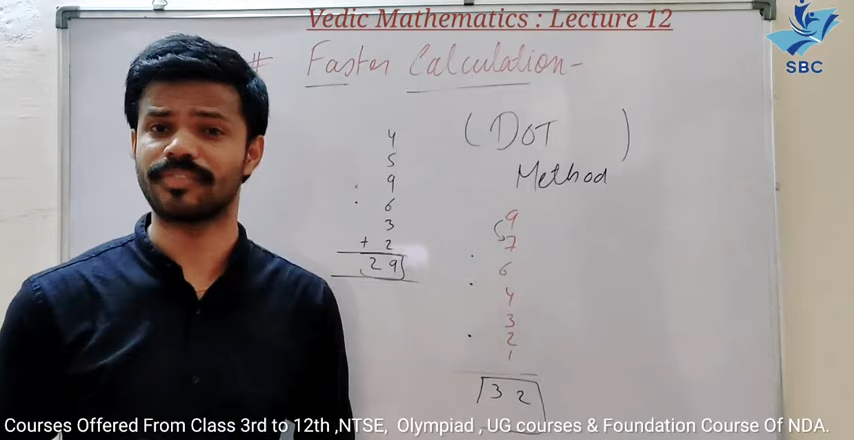 Vedic Mathematics : Lecture 12
SBC
# Faster Calculation-
(DOT )
Method
4
5
9
6
3
+ 2
29
9
7
6
4
3
2
1
32
Courses Offered From Class 3rd to 12th ,NTSE, Olympiad , UG courses & Foundation Course Of NDA.